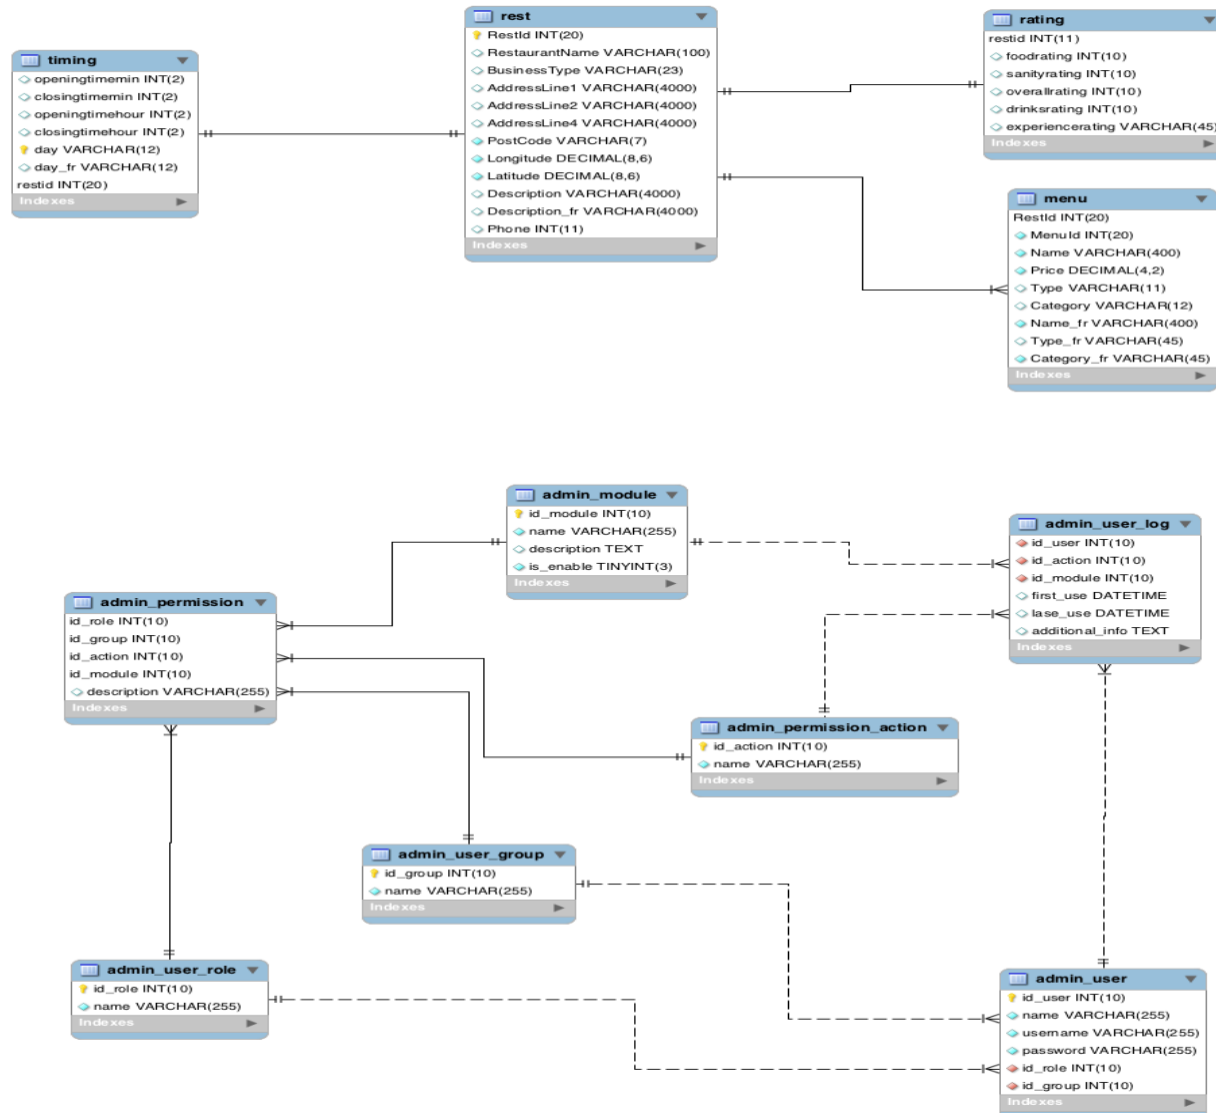 timing
openingtimemin INT(2)
closingtimemin INT(2)
openingtimehour INT(2)
closingtimehour INT(2)
day VARCHAR(12)
day_fr VARCHAR(12)
restid INT(20)
Indexes
rest
RestId INT(20)
RestaurantName VARCHAR(100)
BusinessType VARCHAR(23)
AddressLine1 VARCHAR(4000)
AddressLine2 VARCHAR(4000)
AddressLine4 VARCHAR(4000)
PostCode VARCHAR(7)
Longitude DECIMAL(8,6)
Latitude DECIMAL(8,6)
Description VARCHAR(4000)
Description_fr VARCHAR(4000)
Phone INT(11)
Indexes
rating
restid INT(11)
foodrating INT(10)
sanityrating INT(10)
overallrating INT(10)
drinksrating INT(10)
experiencerating VARCHAR(45)
Indexes
menu
RestId INT(20)
MenuId INT(20)
Name VARCHAR(400)
Price DECIMAL(4,2)
Type VARCHAR(11)
Category VARCHAR(12)
Name_fr VARCHAR(400)
Type_fr VARCHAR(45)
Category_fr VARCHAR(45)
Indexes
admin_module
id_module INT(10)
name VARCHAR(255)
description TEXT
is_enable TINYINT(3)
Indexes
admin_user_log
id_user INT(10)
id_action INT(10)
id_module INT(10)
first_use DATETIME
lase_use DATETIME
additional_info TEXT
Indexes
admin_permission
id_role INT(10)
id_group INT(10)
id_action INT(10)
id_module INT(10)
description VARCHAR(255)
Indexes
admin_permission_action
id_action INT(10)
name VARCHAR(255)
Indexes
admin_user_group
id_group INT(10)
name VARCHAR(255)
Indexes
admin_user_role
id_role INT(10)
name VARCHAR(255)
Indexes
admin_user
id_user INT(10)
name VARCHAR(255)
username VARCHAR(255)
password VARCHAR(255)
id_role INT(10)
id_group INT(10)
Indexes